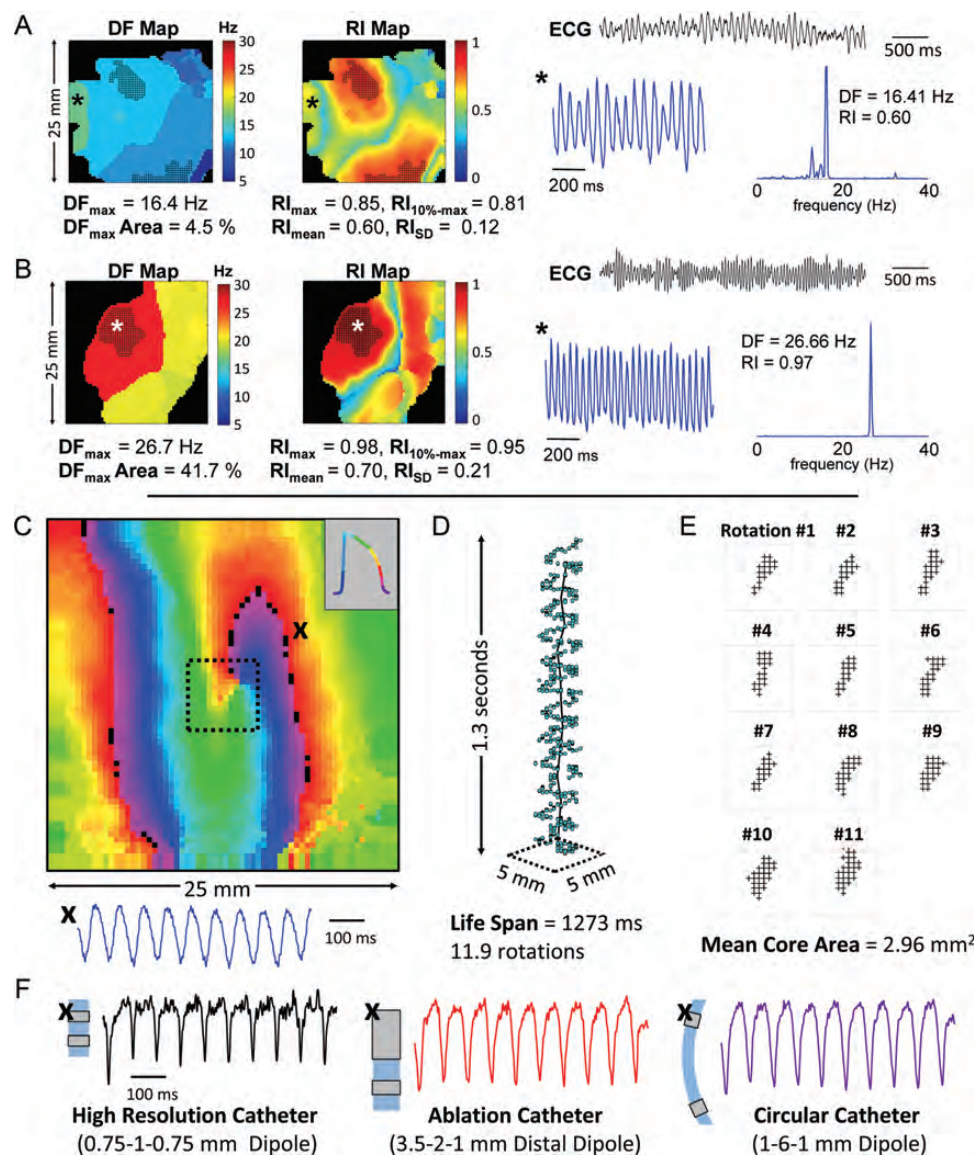 A
DF Map
Hz
30
25
20
15
10
5
25 mm
*
DFmax = 16.4 Hz
DFmax Area = 4.5 %
RI Map
1
0.5
0
*
RImax = 0.85, RI10%-max = 0.81
RImean = 0.60, RISD = 0.12
ECG
500 ms
*
200 ms
DF = 16.41 Hz
RI = 0.60
0 20 40
frequency (Hz)
B
DF Map
Hz
30
25
20
15
10
5
25 mm
*
DFmax = 26.7 Hz
DFmax Area = 41.7 %
RI Map
1
0.5
0
*
RImax = 0.98, RI10%-max = 0.95
RImean = 0.70, RISD = 0.21
ECG
500 ms
*
200 ms
DF = 26.66 Hz
RI = 0.97
0 20 40
frequency (Hz)
C
X
25 mm
X
100 ms
D
1.3 seconds
5 mm
5 mm
Life Span = 1273 ms
11.9 rotations
E
Rotation #1 #2 #3
#4 #5 #6
#7 #8 #9
#10 #11
Mean Core Area = 2.96 mm²
F
X
100 ms
High Resolution Catheter
(0.75-1-0.75 mm Dipole)
X
Ablation Catheter
(3.5-2-1 mm Distal Dipole)
X
Circular Catheter
(1-6-1 mm Dipole)